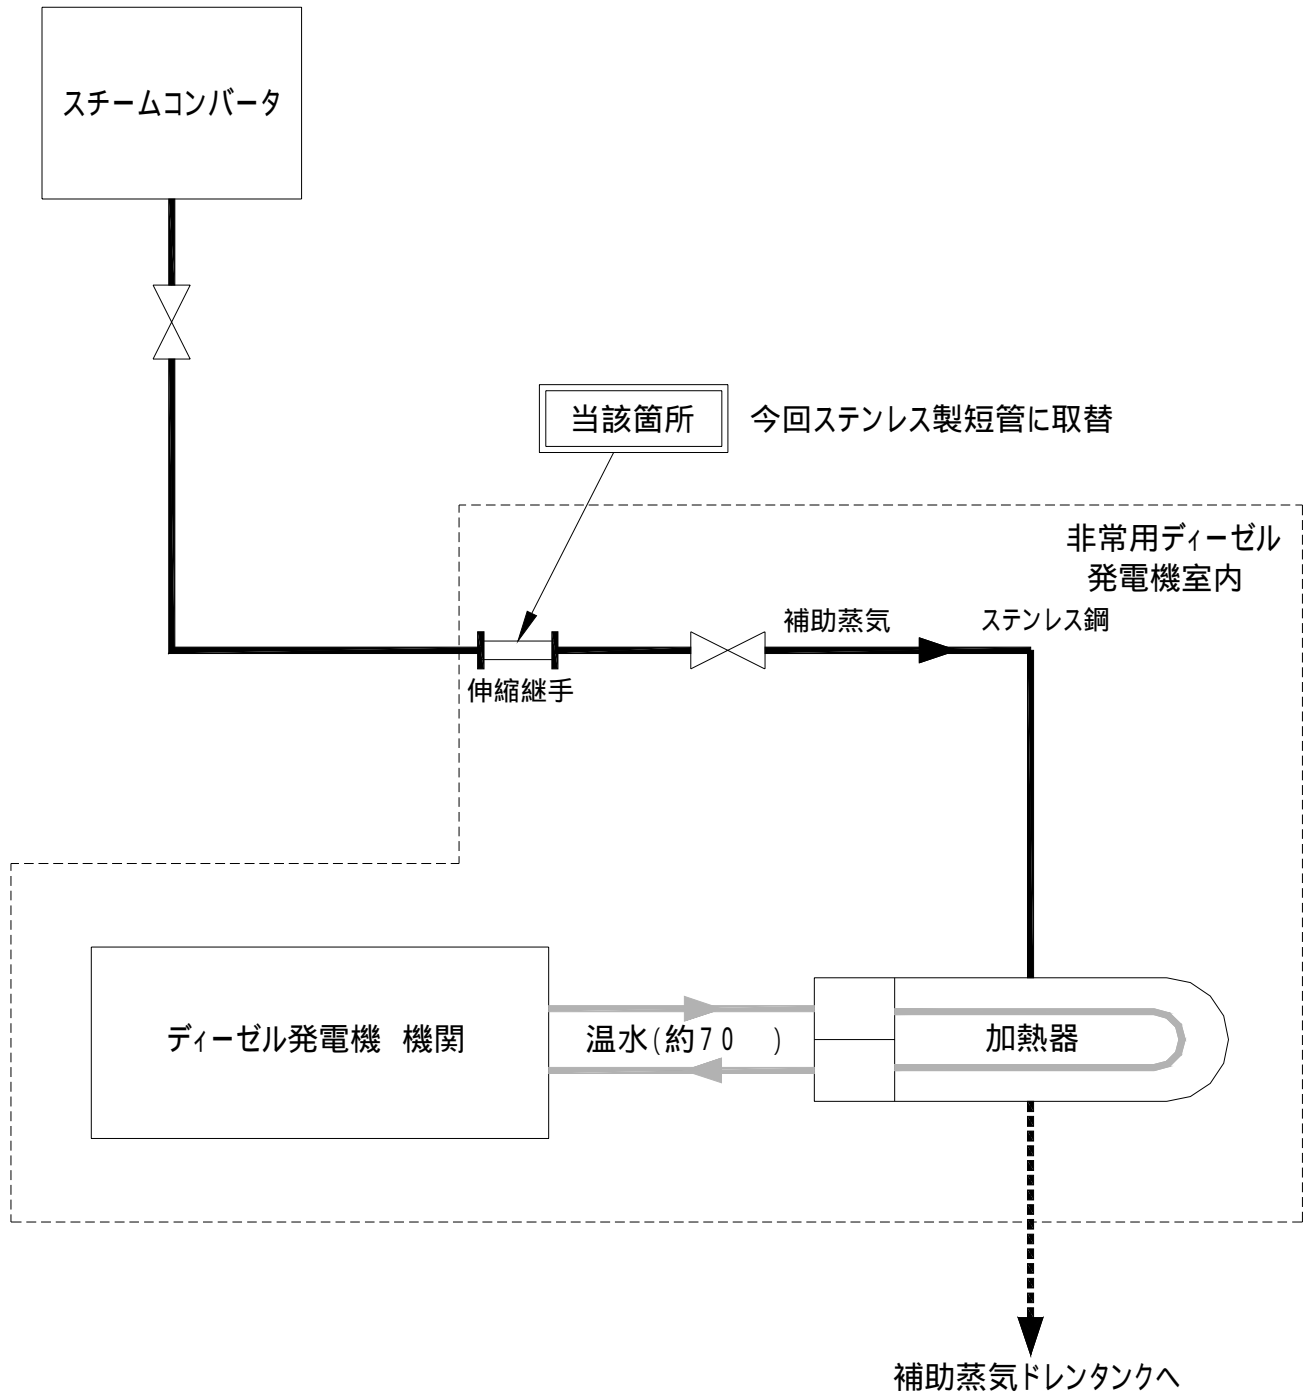 スチームコンバータ
当該箇所
今回ステンレス製短管に取替
非常用ディーゼル
発電機室内
補助蒸気
ステンレス鋼
伸縮継手
ディーゼル発電機 機関
温水(約70 )
加熱器
補助蒸気ドレンタンクへ